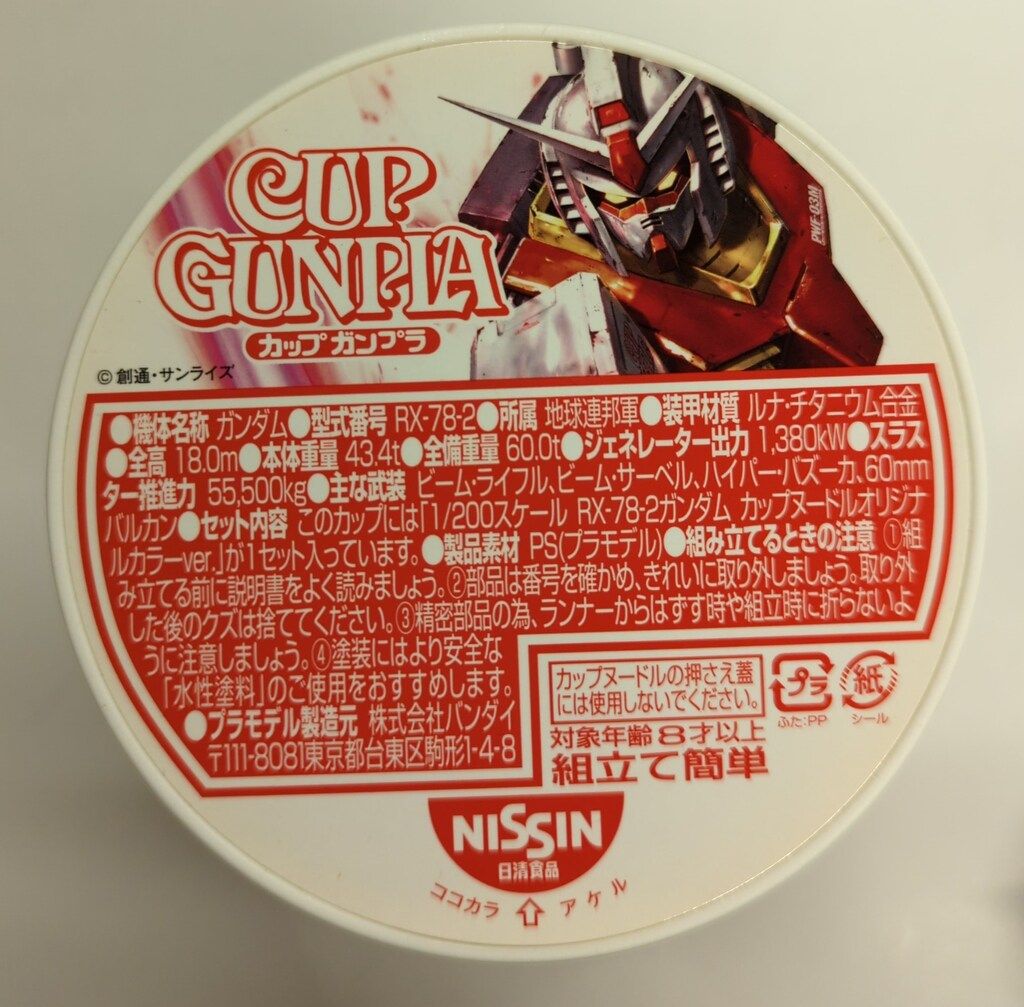 CUP
GUNPLA
カップ ガンプラ
PWF-03M
©創通・サンライズ
●機体名称 ガンダム●型式番号 RX-78-2●所属 地球連邦軍●装甲材質 ルナ・チタニウム合金
●全高 18.0m●本体重量 43.4t●全備重量 60.0t●ジェネレーター出力 1,380kW●スラス
ター推進力 55,500kg●主な武装 ビーム・ライフル、ビーム・サーベル、ハイパー・バズーカ、60mm
バルカン●セット内容 このカップには「1/200スケール RX-78-2ガンダム カップヌードルオリジナ
ルカラーver.」が1セット入っています。●製品素材 PS(プラモデル)●組み立てるときの注意 ①組
み立てる前に説明書をよく読みましょう。②部品は番号を確かめ、きれいに取り外しましょう。取り外
した後のクズは捨ててください。③精密部品の為、ランナーからはずす時や組立時に折らないよ
うに注意しましょう。④塗装にはより安全な
「水性塗料」のご使用をおすすめします。
●プラモデル製造元 株式会社バンダイ
〒111-8081東京都台東区駒形1-4-8
カップヌードルの押さえ蓋
には使用しないでください。
プラ
ふた:PP
紙
シール
対象年齢8才以上
組立て簡単
NISSIN
日清食品
ココカラ⇧アケル